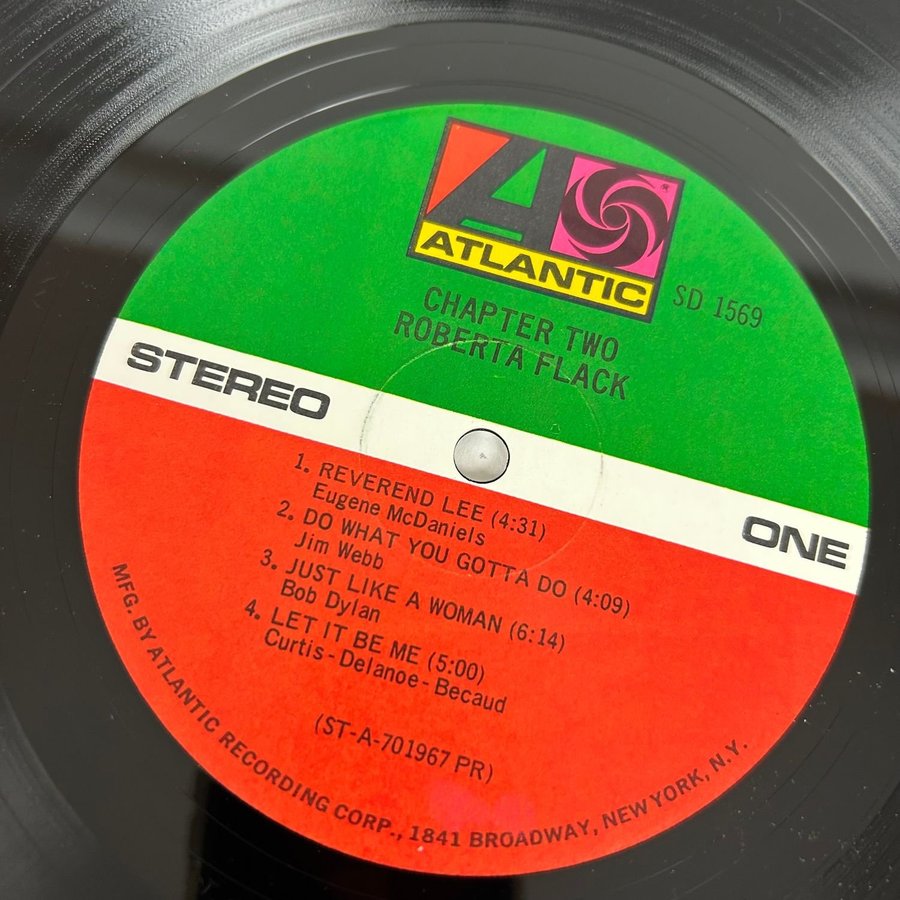 ATLANTIC
®
SD 1569
CHAPTER TWO
ROBERTA FLACK
STEREO
ONE
1. REVEREND LEE (4:31)
Eugene McDaniels
2. DO WHAT YOU GOTTA DO (4:09)
Jim Webb
3. JUST LIKE A WOMAN (6:14)
Bob Dylan
4. LET IT BE ME (5:00)
Curtis-Delanoe-Becaud
(ST-A-701967 PR)
MFG. BY ATLANTIC RECORDING CORP., 1841 BROADWAY, NEW YORK, N.Y.